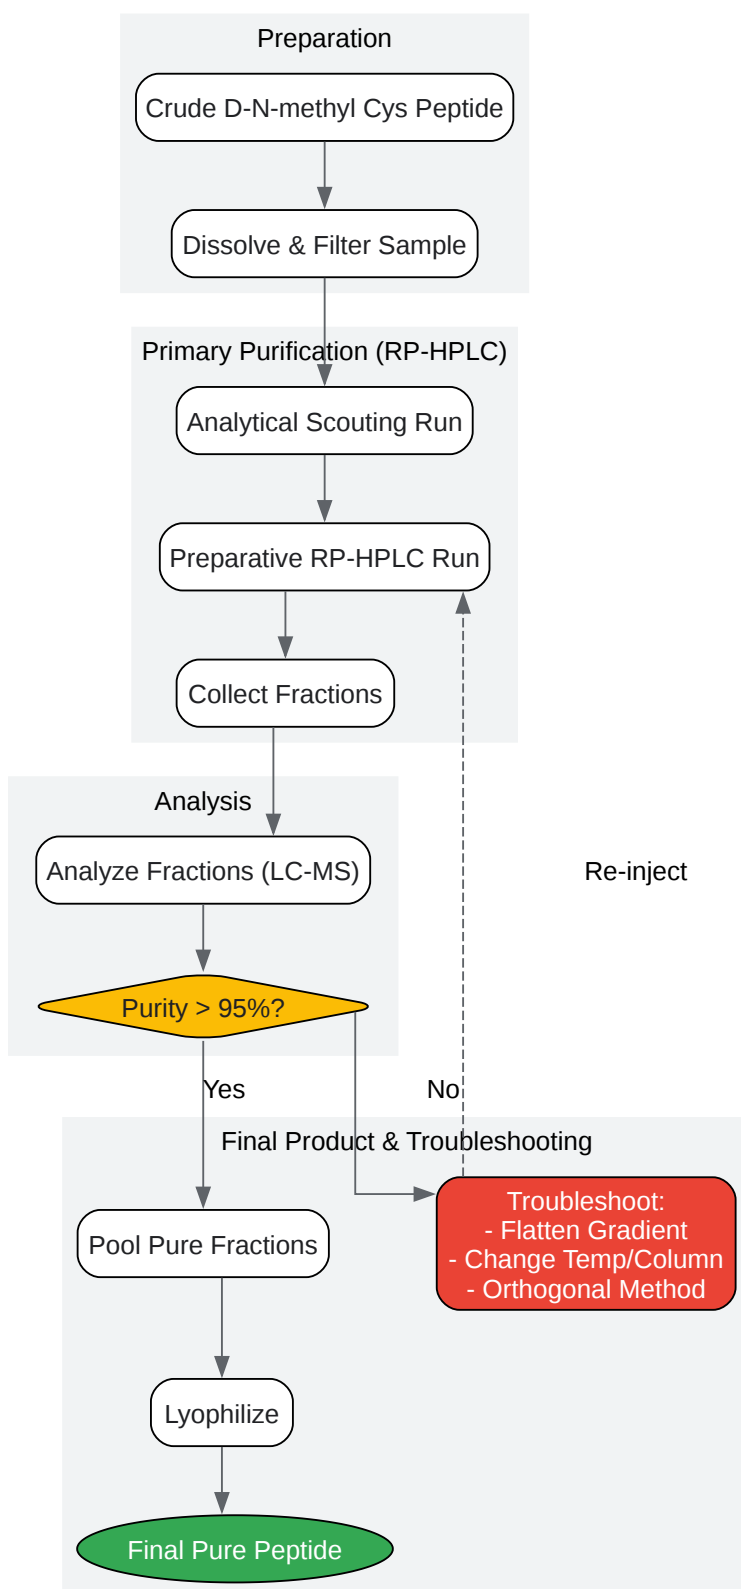 Preparation
Crude D-N-methyl Cys Peptide
Dissolve & Filter Sample
Primary Purification (RP-HPLC)
Analytical Scouting Run
Preparative RP-HPLC Run
Collect Fractions
Analysis
Analyze Fractions (LC-MS)
Re-inject
Purity > 95%?
Yes
No
Final Product & Troubleshooting
Troubleshoot:
- Flatten Gradient
- Change Temp/Column
- Orthogonal Method
Pool Pure Fractions
Lyophilize
Final Pure Peptide